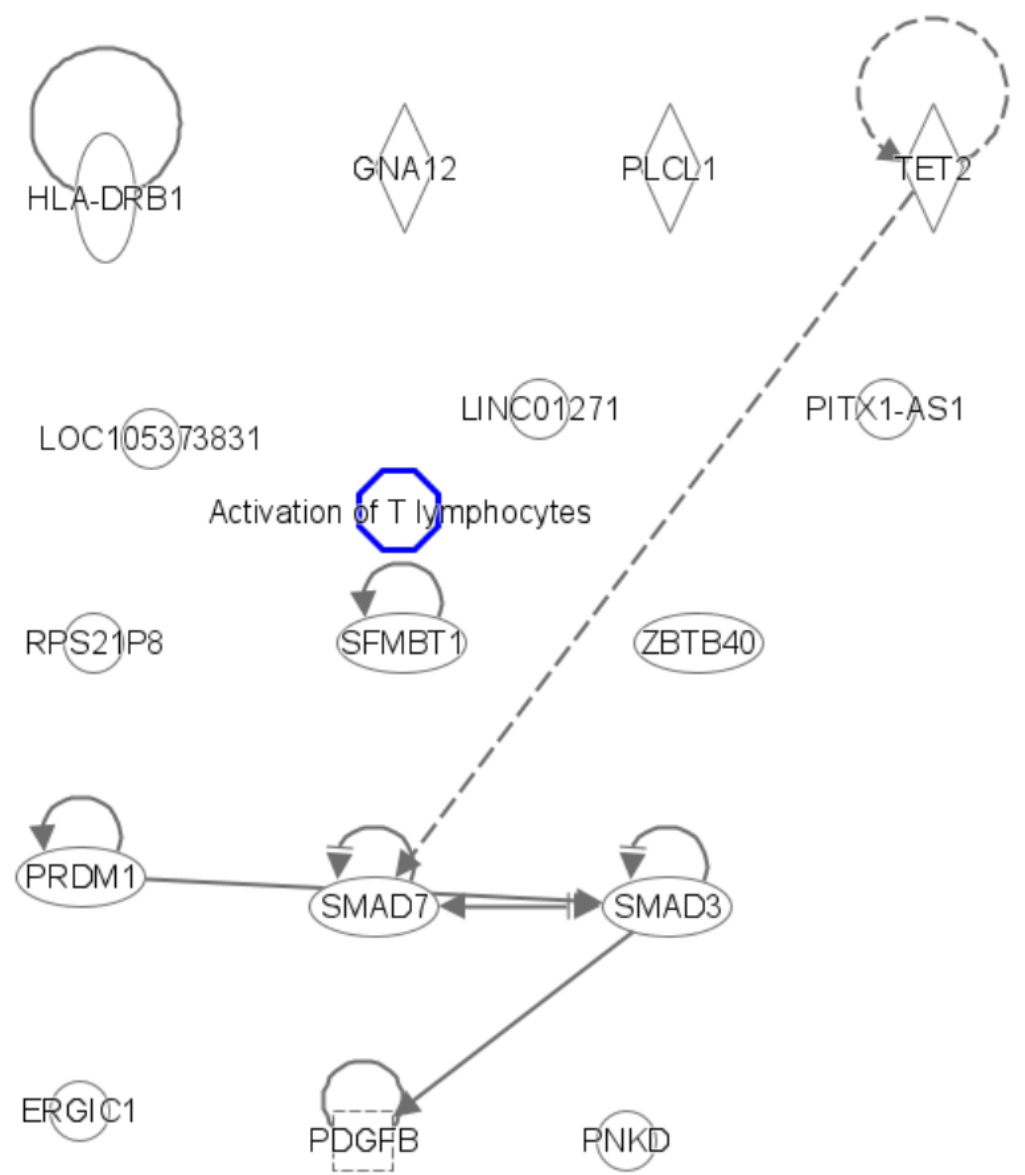 HLA-DRB1
GNA12
PLCL1
TET2
LOC105373831
LINC01271
PITX1-AS1
Activation of T lymphocytes
RPS21P8
SFMBT1
ZBTB40
PRDM1
SMAD7
SMAD3
ERGIC1
PDGFB
PNKD